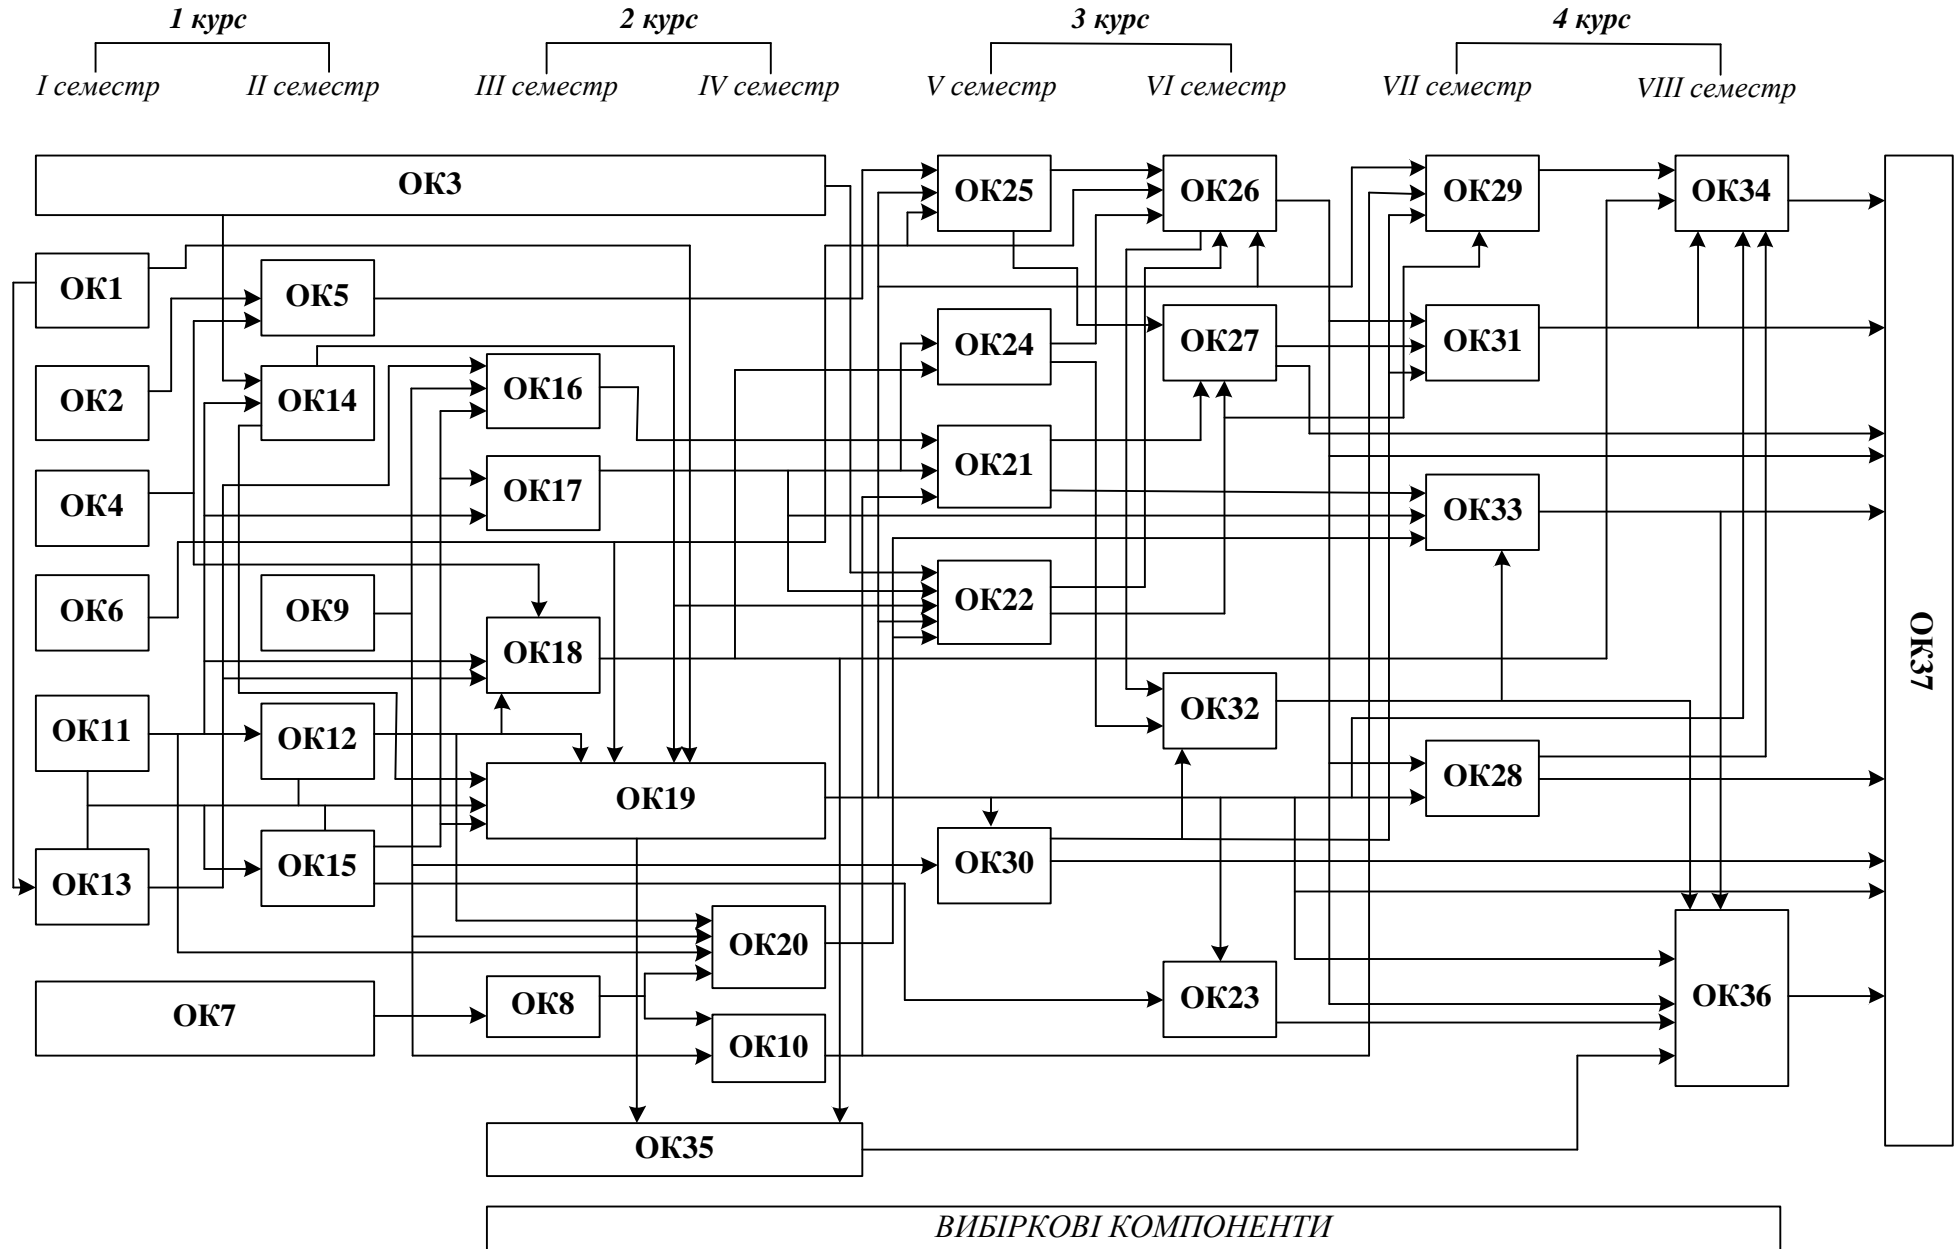 1 курс 2 курс 3 курс 4 курс
I семестр II семестр III семестр IV семестр V семестр VI семестр VII семестр VIII семестр
ОК3 ОК25 ОК26 ОК29 ОК34
ОК1 ОК5
ОК24 ОК27 ОК31
ОК2 ОК14 ОК16
ОК4 ОК17 ОК21 ОК33
ОК6 ОК9 ОК18 ОК22
ОК37
ОК11 ОК12 ОК32
ОК19 ОК28
ОК13 ОК15 ОК30
ОК20
ОК7 ОК8 ОК23 ОК36
ОК10
ОК35
ВИБІРКОВІ КОМПОНЕНТИ